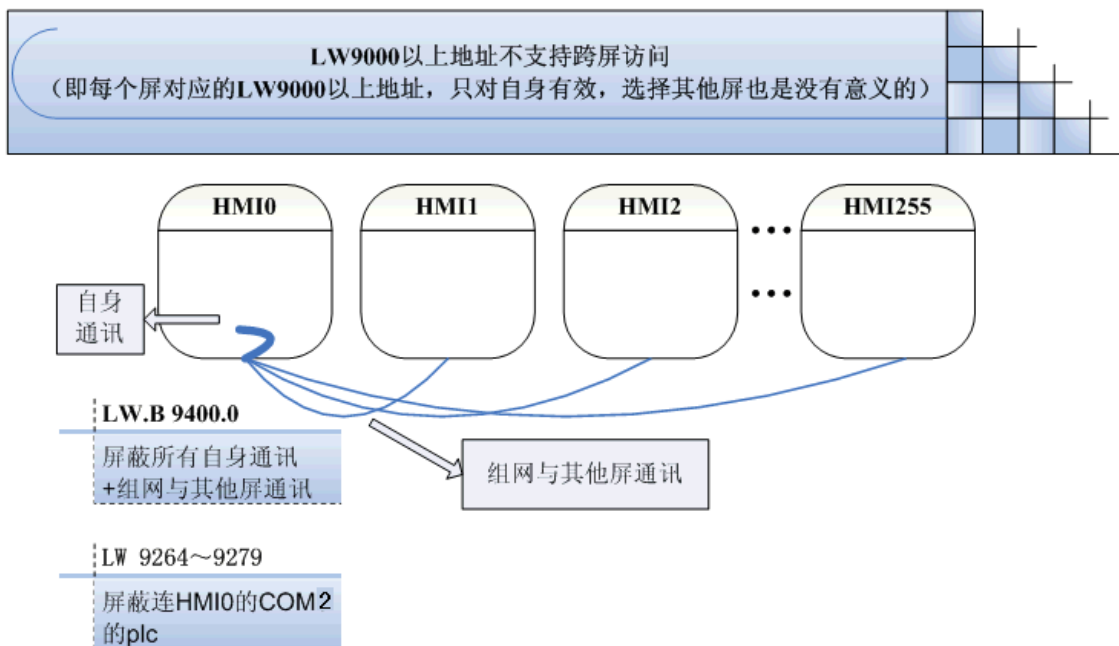 LW9000以上地址不支持跨屏访问
（即每个屏对应的LW9000以上地址，只对自身有效，选择其他屏也是没有意义的）
HMI0
HMI1
HMI2
HMI255
自身
通讯
LW.B 9400.0
屏蔽所有自身通讯
+组网与其他屏通讯
组网与其他屏通讯
LW 9264～9279
屏蔽连HMI0的COM2
的plc